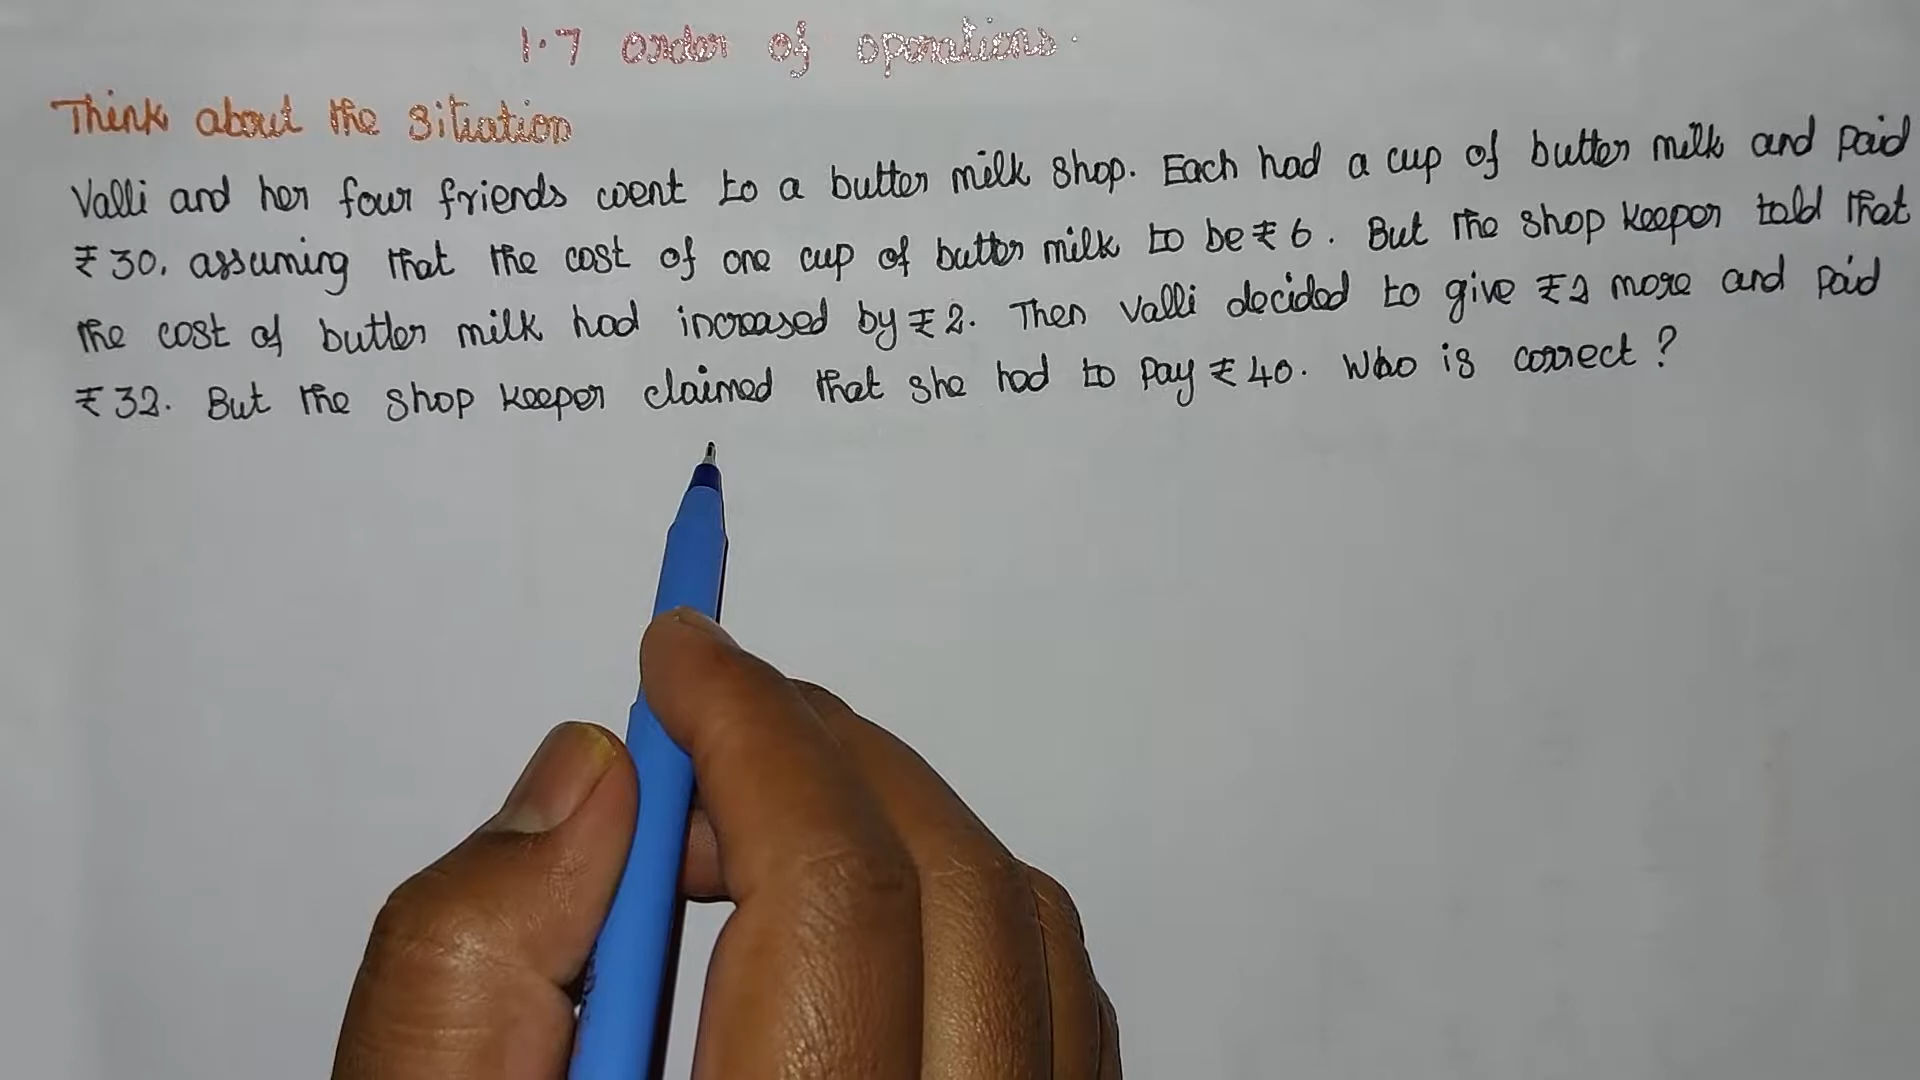 1.7 Order of operations.
Think about the situation
Valli and her four friends went to a butter milk shop. Each had a cup of butter milk and paid
₹30, assuming that the cost of one cup of butter milk to be ₹6. But the shop keeper told that
the cost of butter milk had increased by ₹2. Then Valli decided to give ₹2 more and paid
₹32. But the shop keeper claimed that she had to pay ₹40. Who is correct?